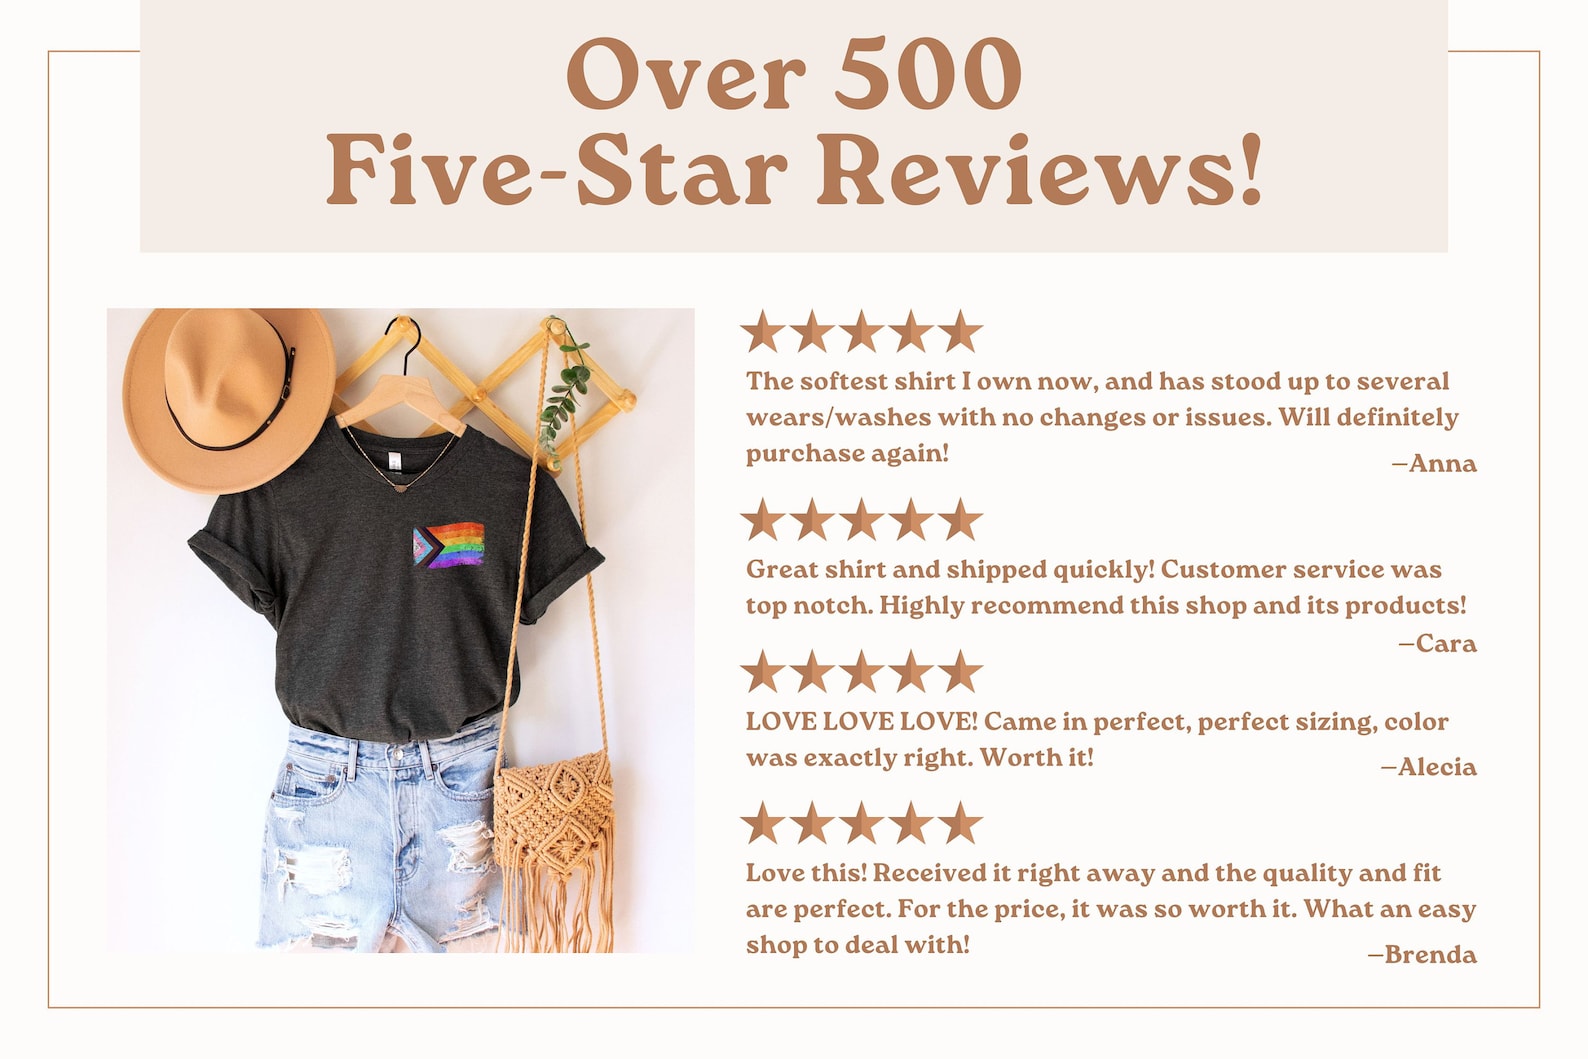 Over 500
Five-Star Reviews!
The softest shirt I own now, and has stood up to several
wears/washes with no changes or issues. Will definitely
purchase again!
—Anna
Great shirt and shipped quickly! Customer service was
top notch. Highly recommend this shop and its products!
—Cara
LOVE LOVE LOVE! Came in perfect, perfect sizing, color
was exactly right. Worth it!
—Alecia
Love this! Received it right away and the quality and fit
are perfect. For the price, it was so worth it. What an easy
shop to deal with!
—Brenda